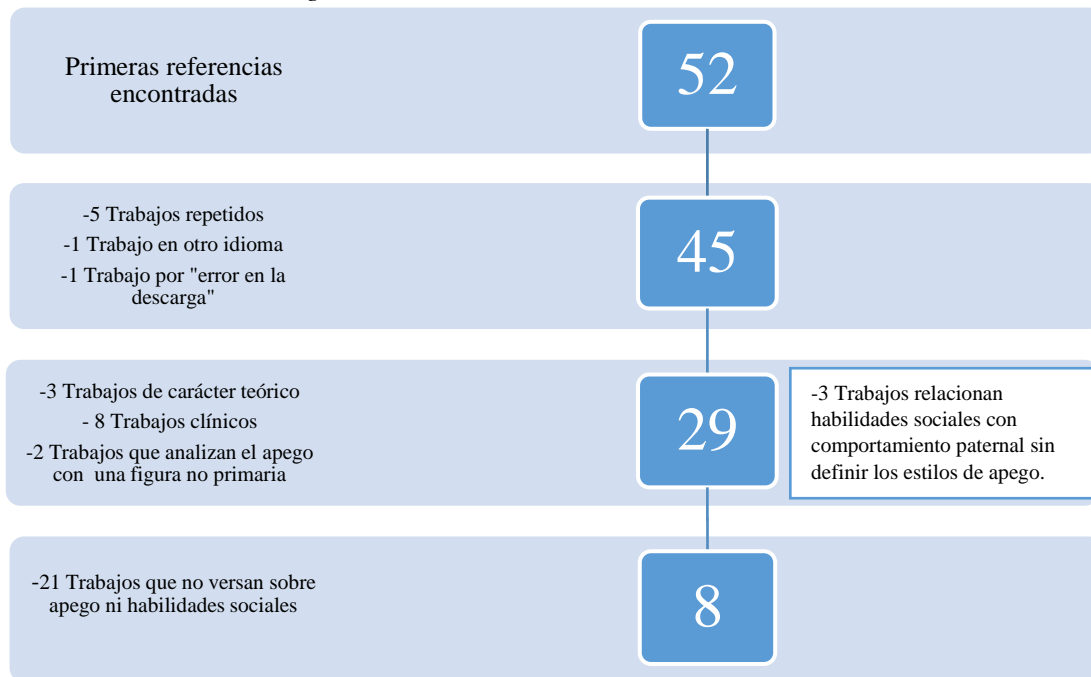 Primeras referencias
encontradas
52
-5 Trabajos repetidos
-1 Trabajo en otro idioma
-1 Trabajo por "error en la
descarga"
45
-3 Trabajos de carácter teórico
- 8 Trabajos clínicos
-2 Trabajos que analizan el apego
con una figura no primaria
29
-3 Trabajos relacionan
habilidades sociales con
comportamiento paternal sin
definir los estilos de apego.
-21 Trabajos que no versan sobre
apego ni habilidades sociales
8